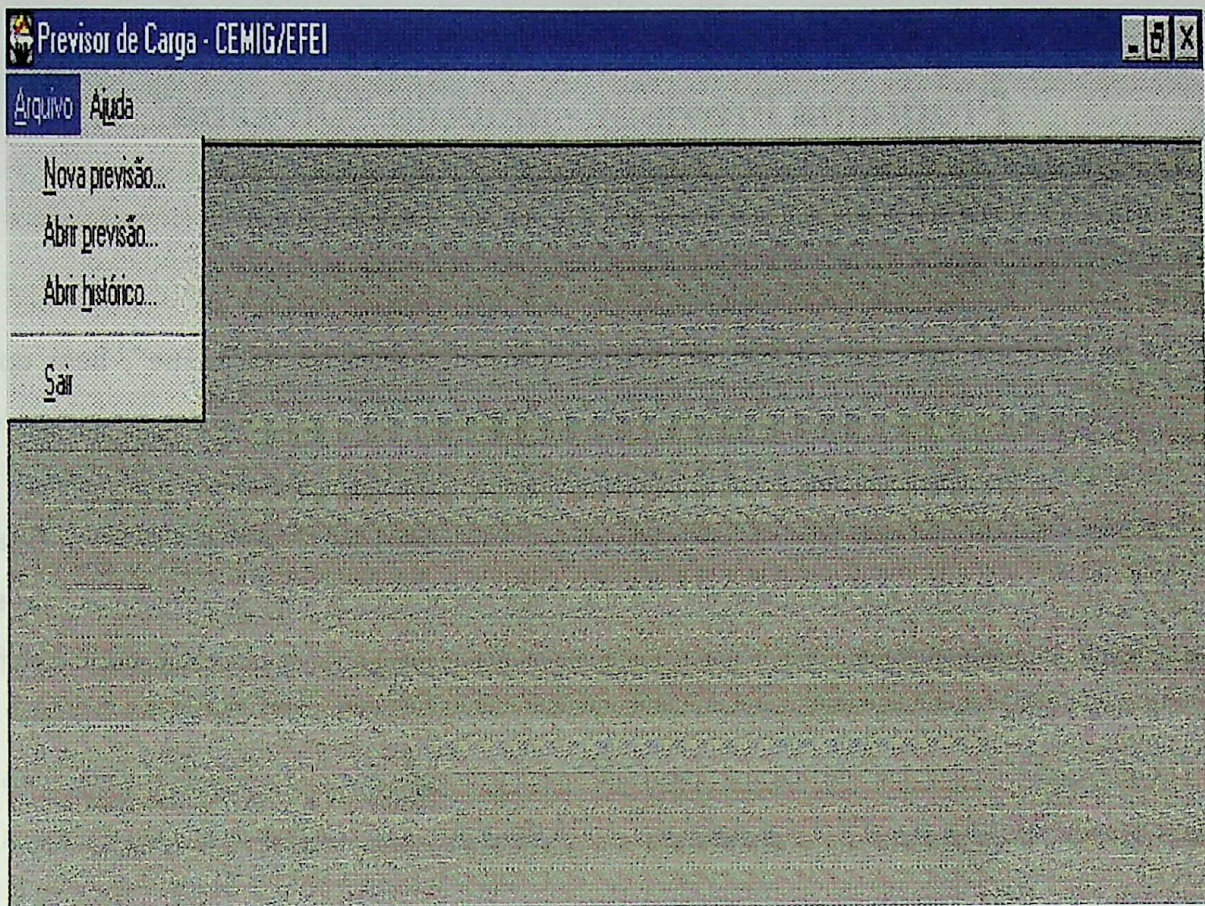 Previsor de Carga - CEMIG/EFEI
Arquivo Ajuda
Nova previsão...
Abrir previsão...
Abrir histórico...
Sair